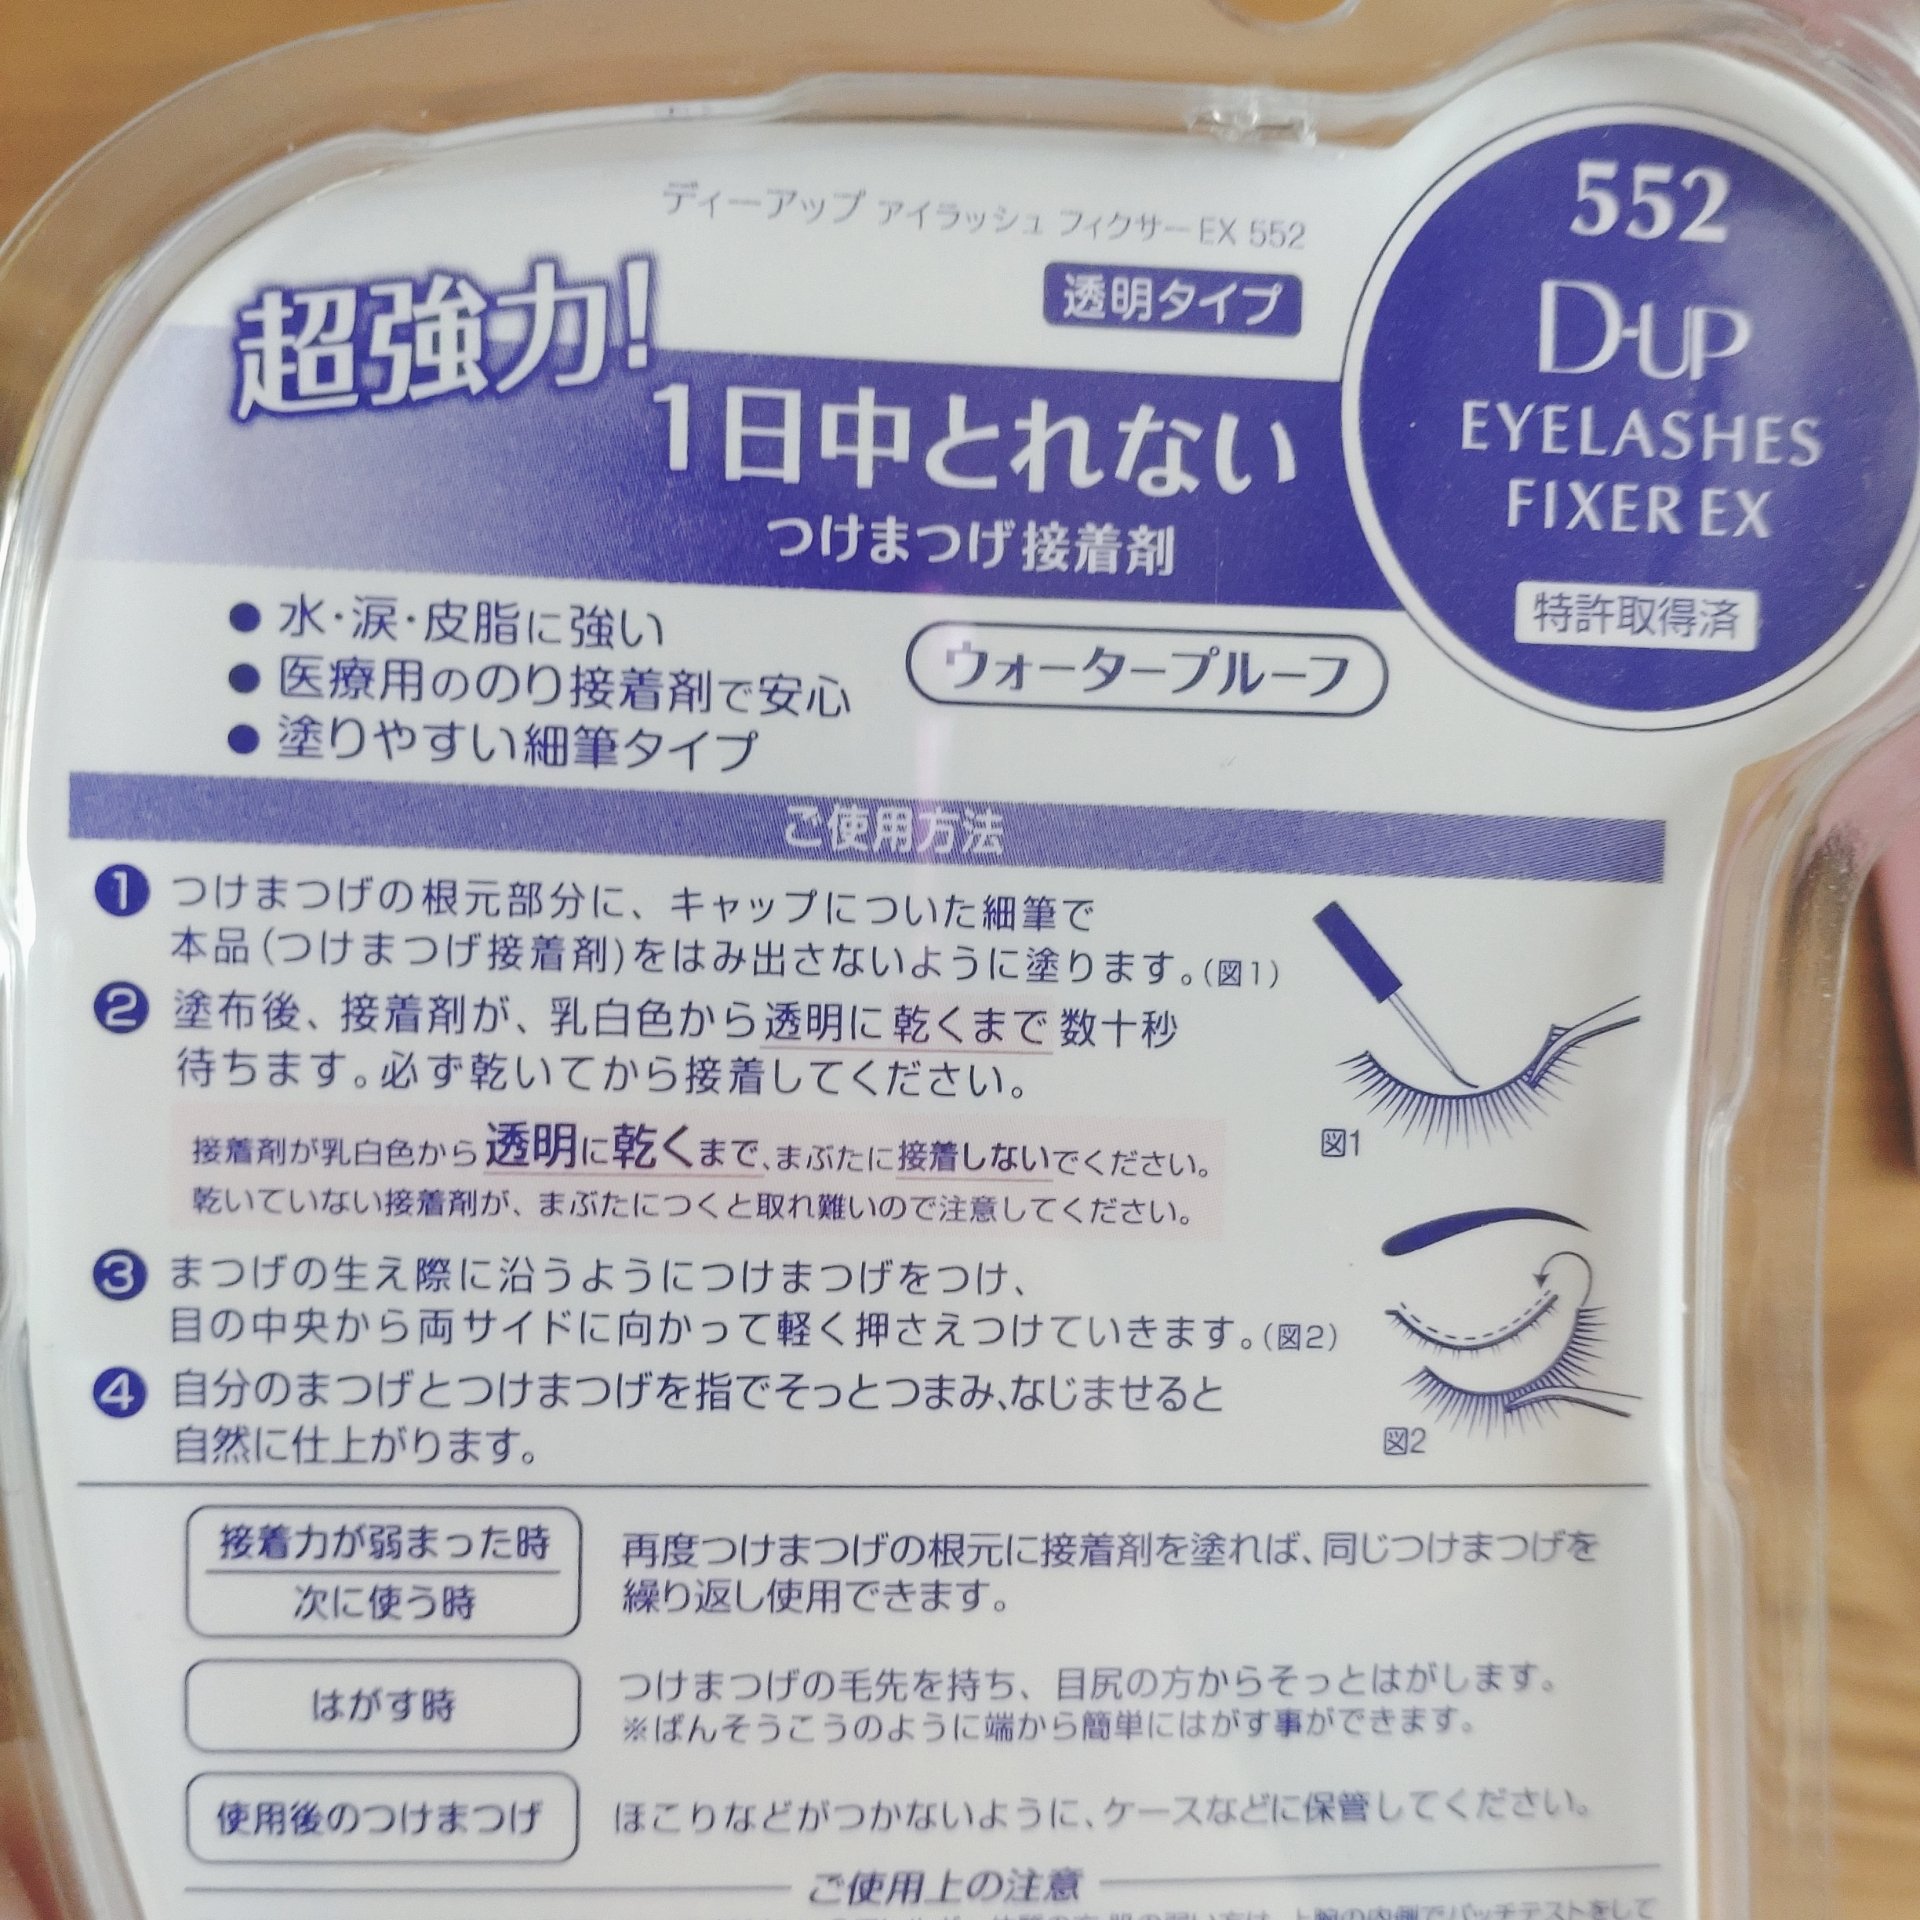 ディーアップ アイラッシュ フィクサーEX 552
透明タイプ
552
D-UP
EYELASHES
FIXER EX
特許取得済
超強力!
1日中とれない
つけまつげ接着剤
● 水・涙・皮脂に強い
● 医療用ののり接着剤で安心
● 塗りやすい細筆タイプ
ウォータープルーフ
ご使用方法
1 つけまつげの根元部分に、キャップについた細筆で
本品(つけまつげ接着剤)をはみ出さないように塗ります。(図1)
2 塗布後、接着剤が、乳白色から透明に乾くまで数十秒
待ちます。必ず乾いてから接着してください。
接着剤が乳白色から透明に乾くまで、まぶたに接着しないでください。
乾いていない接着剤が、まぶたにつくと取れ難いので注意してください。
図1
3 まつげの生え際に沿うようにつけまつげをつけ、
目の中央から両サイドに向かって軽く押さえつけていきます。(図2)
4 自分のまつげとつけまつげを指でそっとつまみ、なじませると
自然に仕上がります。
図2
接着力が弱まった時
次に使う時
再度つけまつげの根元に接着剤を塗れば、同じつけまつげを
繰り返し使用できます。
はがす時
つけまつげの毛先を持ち、目尻の方からそっとはがします。
※ばんそうこうのように端から簡単にはがす事ができます。
使用後のつけまつげ
ほこりなどがつかないように、ケースなどに保管してください。
ご使用上の注意
上腕の内側でパッチテストをして